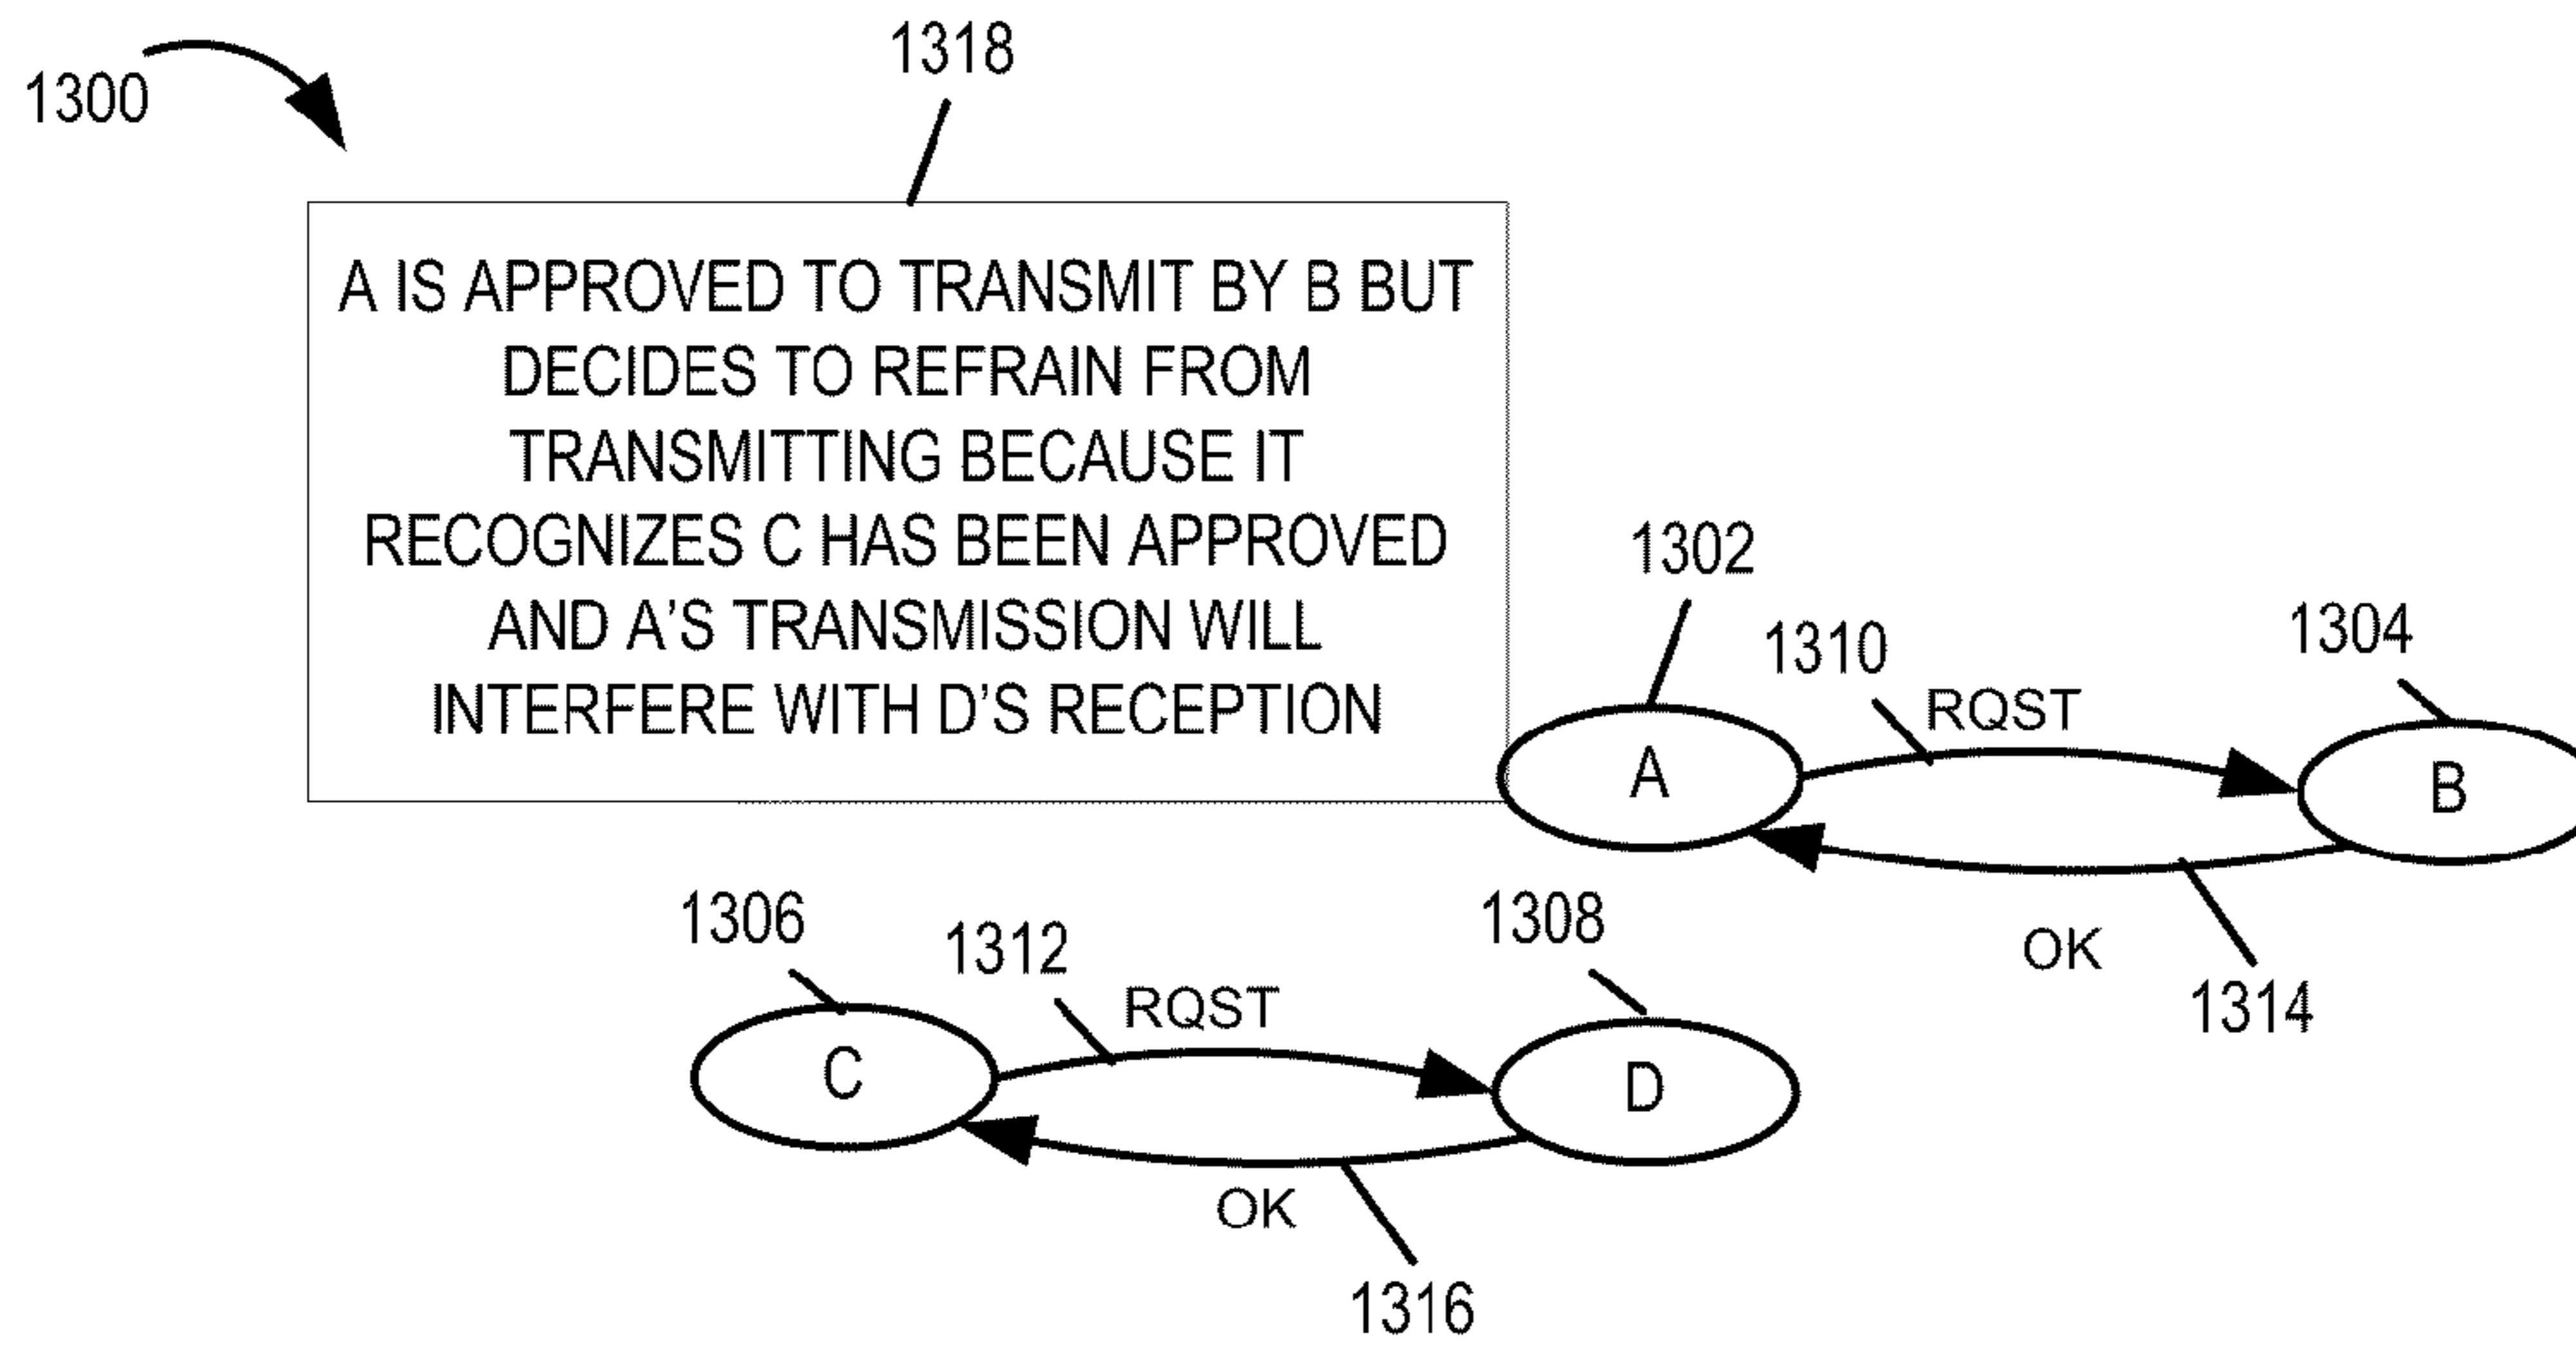 1318
1300
A IS APPROVED TO TRANSMIT BY B BUT
DECIDES TO REFRAIN FROM
TRANSMITTING BECAUSE IT
RECOGNIZES C HAS BEEN APPROVED
AND A'S TRANSMISSION WILL
INTERFERE WITH D'S RECEPTION
1302
1310
RQST
1304
A
B
OK
1314
1306
1312
RQST
1308
C
D
OK
1316